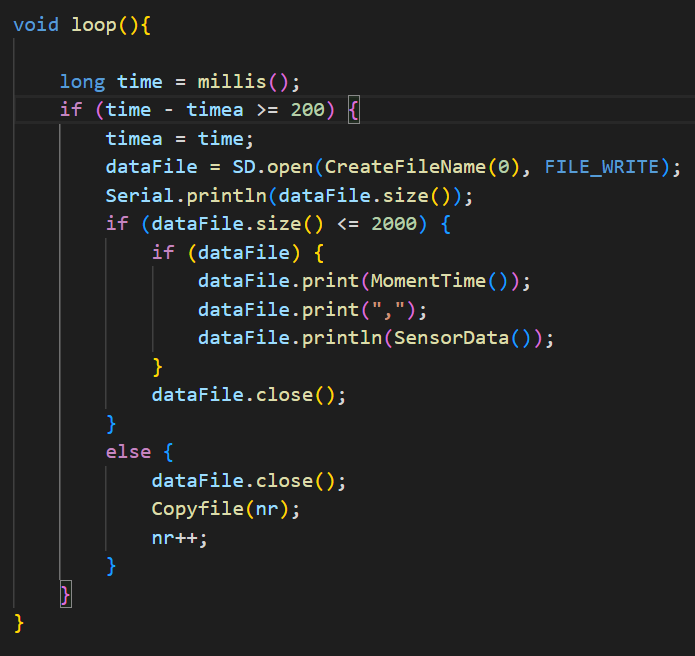 void loop(){
    long time = millis();
    if (time - timea >= 200) {
        timea = time;
        dataFile = SD.open(CreateFileName(0), FILE_WRITE);
        Serial.println(dataFile.size());
        if (dataFile.size() <= 2000) {
            if (dataFile) {
                dataFile.print(MomentTime());
                dataFile.print(",");
                dataFile.println(SensorData());
            }
            dataFile.close();
        }
        else {
            dataFile.close();
            Copyfile(nr);
            nr++;
        }
    }
}